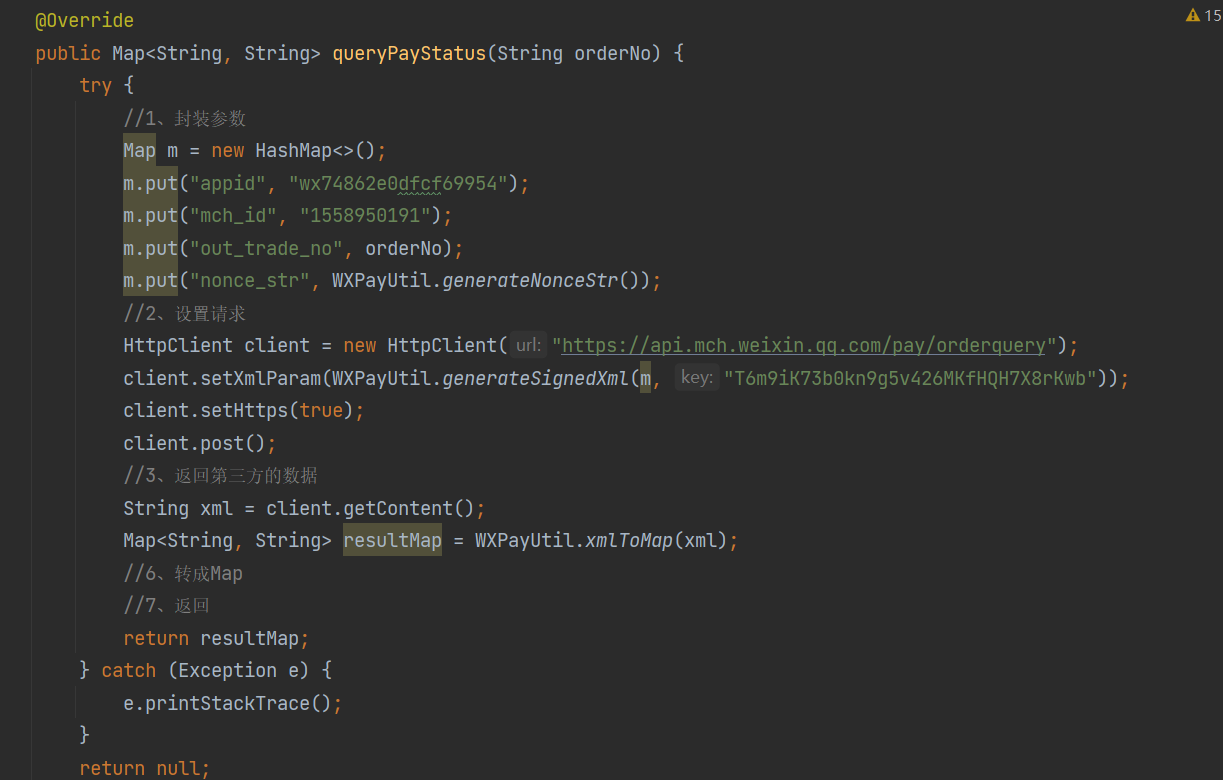 @Override
15
public Map<String, String> queryPayStatus(String orderNo) {
try {
//1、封装参数
Map m = new HashMap<>();
m.put("appid", "wx74862e0dfcf69954");
m.put("mch_id", "1558950191");
m.put("out_trade_no", orderNo);
m.put("nonce_str", WXPayUtil.generateNonceStr());
//2、设置请求
HttpClient client = new HttpClient( url: "https://api.mch.weixin.qq.com/pay/orderquery");
client.setXmlParam(WXPayUtil.generateSignedXml(m, key: "T6m9iK73b0kn9g5v426MKfHQH7X8rKwb"));
client.setHttps(true);
client.post();
//3、返回第三方的数据
String xml = client.getContent();
Map<String, String> resultMap = WXPayUtil.xmlToMap(xml);
//6、转成Map
//7、返回
return resultMap;
} catch (Exception e) {
e.printStackTrace();
}
return null;